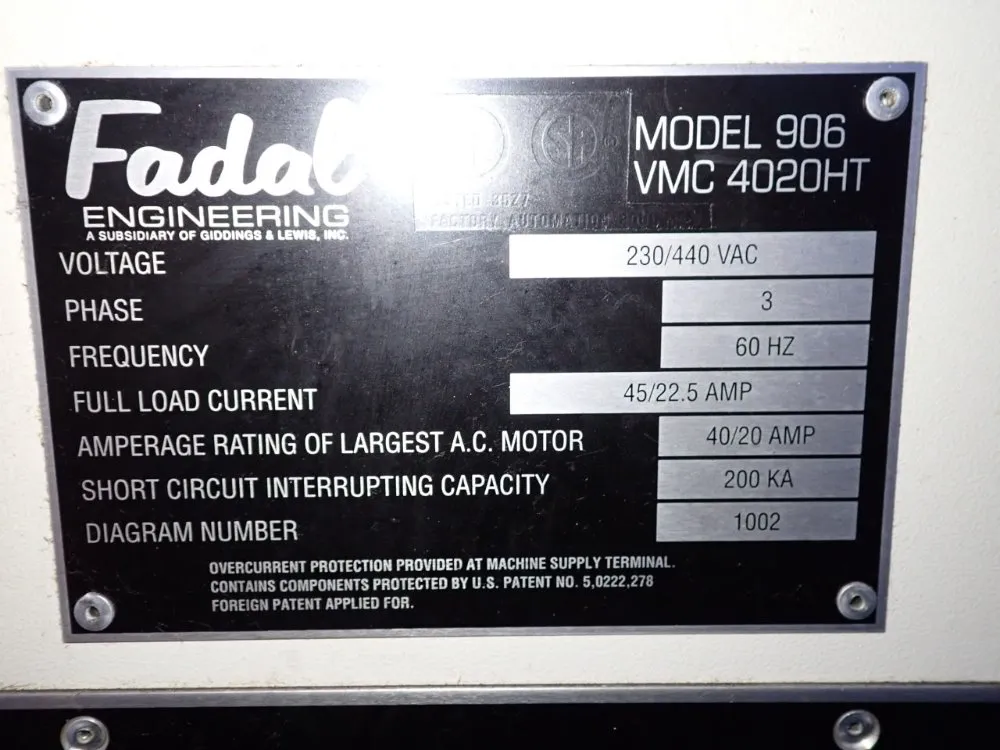 Fadal
ENGINEERING
A SUBSIDIARY OF GIDDINGS & LEWIS, INC.
MODEL 906
VMC 4020HT
35Z7
FACTORY AUTOMATION
VOLTAGE 230/440 VAC
PHASE 3
FREQUENCY 60 HZ
FULL LOAD CURRENT 45/22.5 AMP
AMPERAGE RATING OF LARGEST A.C. MOTOR 40/20 AMP
SHORT CIRCUIT INTERRUPTING CAPACITY 200 KA
DIAGRAM NUMBER 1002
OVERCURRENT PROTECTION PROVIDED AT MACHINE SUPPLY TERMINAL.
CONTAINS COMPONENTS PROTECTED BY U.S. PATENT NO. 5,0222,278
FOREIGN PATENT APPLIED FOR.